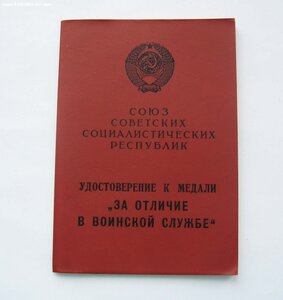 СОЮЗ
СОВЕТСКИХ
СОЦИАЛИСТИЧЕСКИХ
РЕСПУБЛИК
УДОСТОВЕРЕНИЕ К МЕДАЛИ
„ЗА ОТЛИЧИЕ
В ВОИНСКОЙ СЛУЖБЕ“